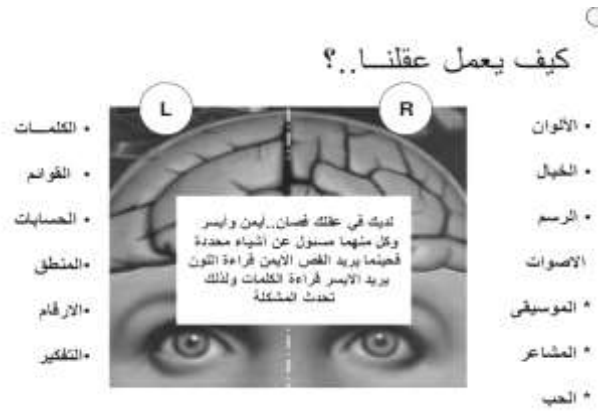 كيف يعمل عقلنــا..؟
R
L
• الألوان
• الخيال
• الرسم
الاصوات
* الموسيقى
* المشاعر
* الحب
• الكلمــات
• القوائم
• الحسابات
•المنطق
•الارقام
•التفكير
لديك في عقلك فصان..أيمن وأيسر
وكل منهما مسئول عن أشياء محددة
فحينما يريد الفص الايمن قراءة اللون
يريد الايسر قراءة الكلمات ولذلك
تحدث المشكلة